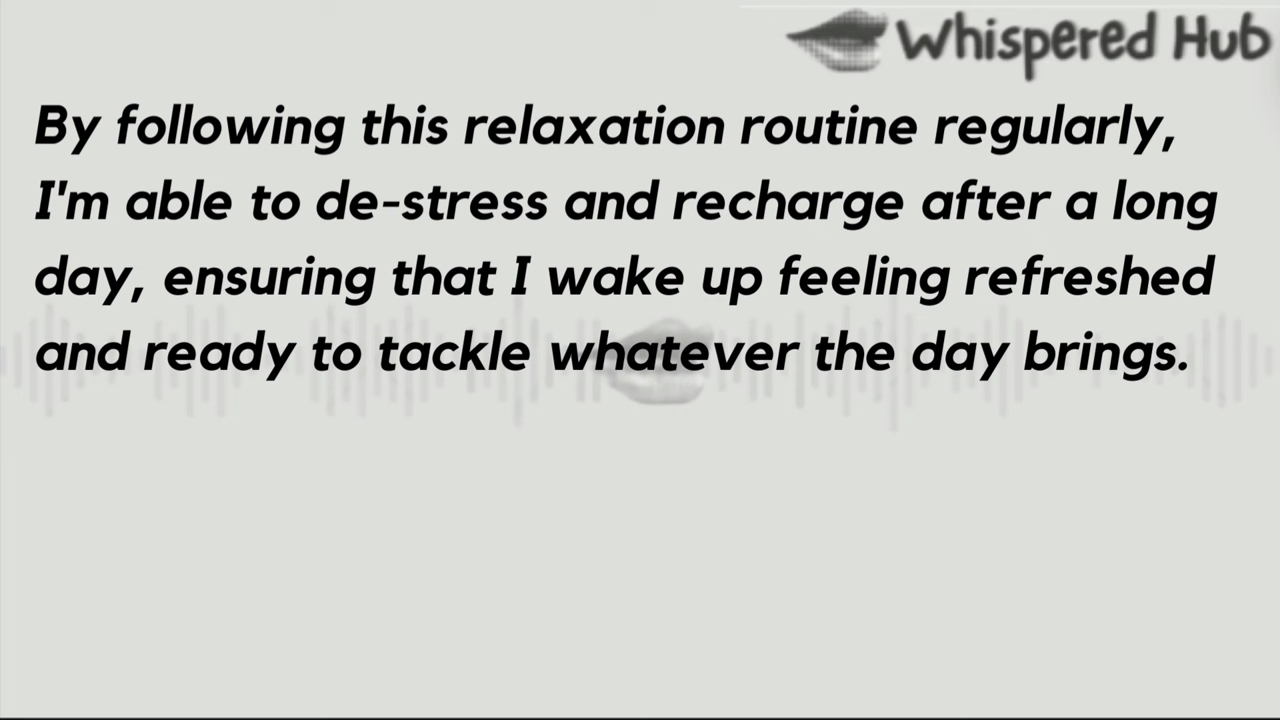 Whispered Hub
By following this relaxation routine regularly,
I'm able to de-stress and recharge after a long
day, ensuring that I wake up feeling refreshed
and ready to tackle whatever the day brings.